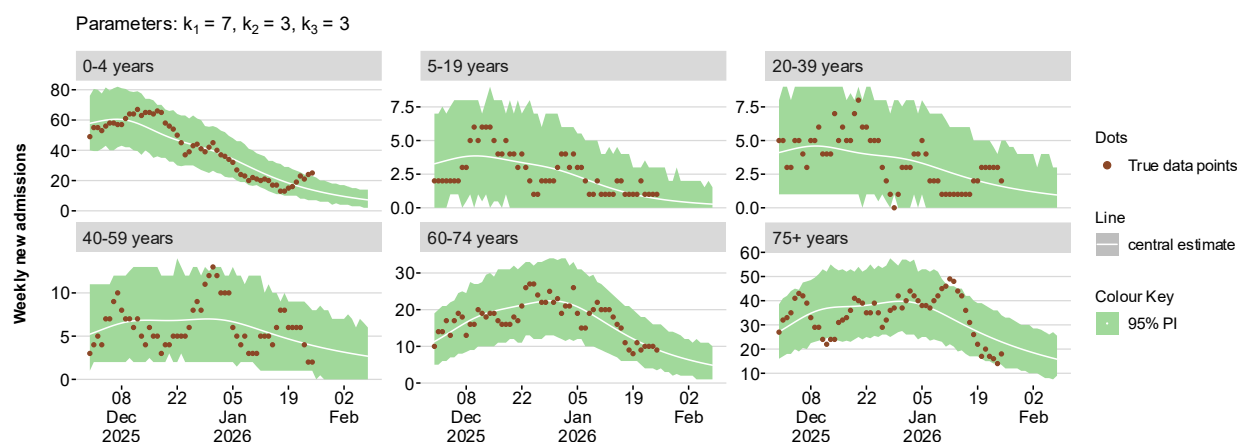 Parameters: k1 = 7, k2 = 3, k3 = 3
Weekly new admissions
0-4 years
5-19 years
20-39 years
80
60
40
20
0
7.5
5.0
2.5
0.0
7.5
5.0
2.5
0.0
40-59 years
60-74 years
75+ years
10
5
0
30
20
10
0
60
50
40
30
20
10
08 22 05 19 02
Dec Jan Feb
2025 2026
08 22 05 19 02
Dec Jan Feb
2025 2026
08 22 05 19 02
Dec Jan Feb
2025 2026
Dots
True data points
Line
central estimate
Colour Key
95% PI